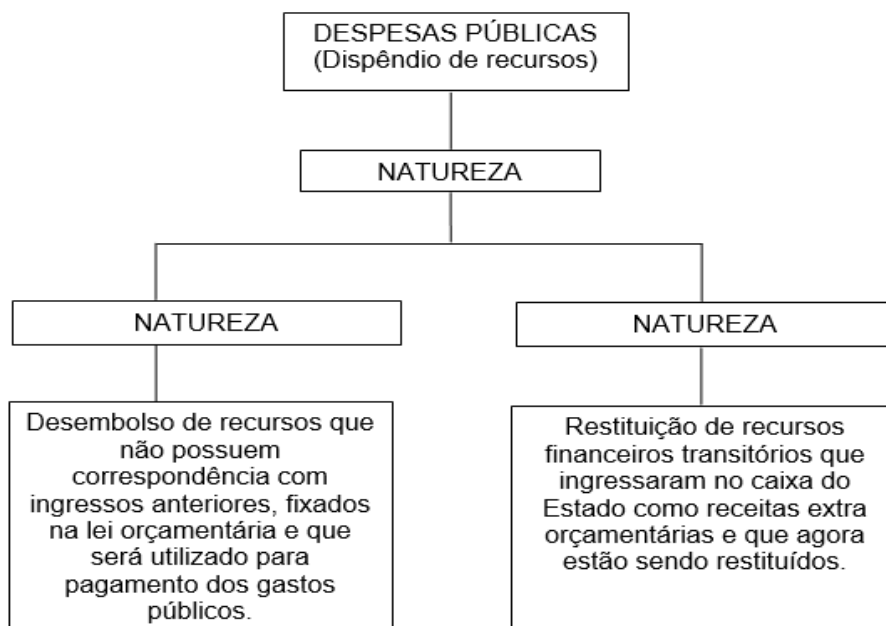 DESPESAS PÚBLICAS
(Dispêndio de recursos)
NATUREZA
NATUREZA
Desembolso de recursos que
não possuem
correspondência com
ingressos anteriores, fixados
na lei orçamentária e que
será utilizado para
pagamento dos gastos
públicos.
NATUREZA
Restituição de recursos
financeiros transitórios que
ingressaram no caixa do
Estado como receitas extra
orçamentárias e que agora
estão sendo restituídos.